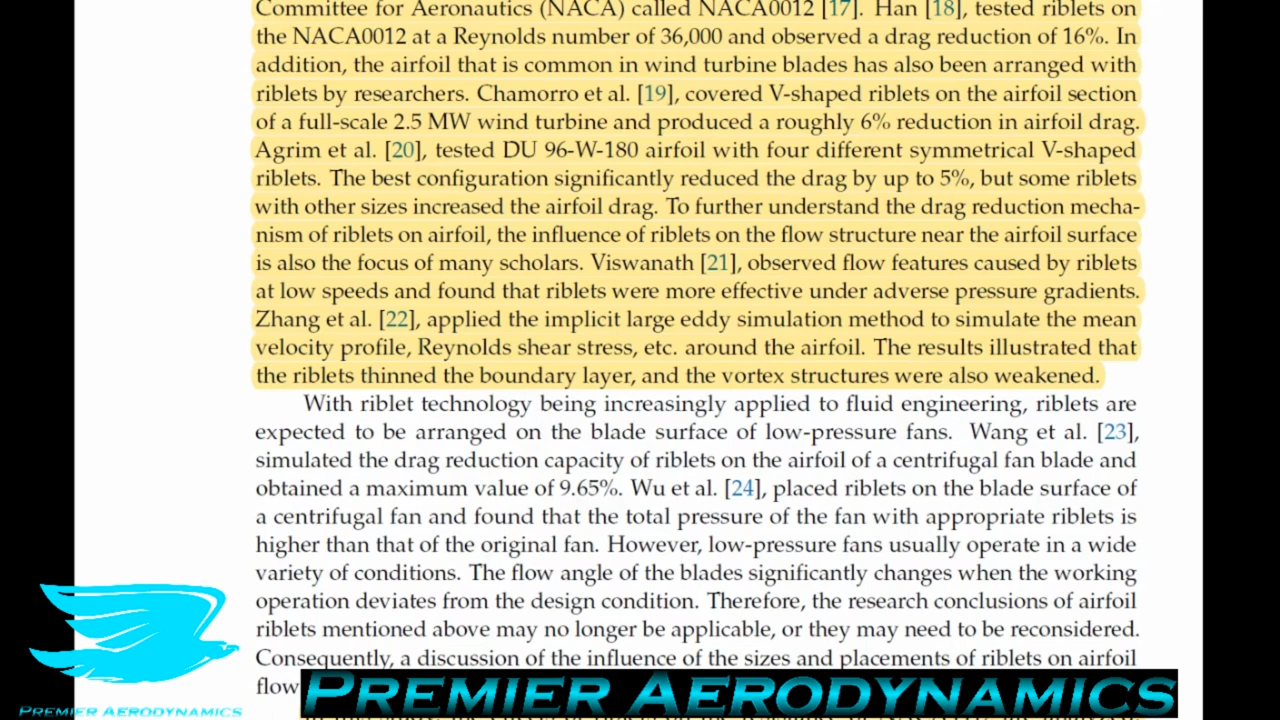 Committee for Aeronautics (NACA) called NACA0012 [17]. Han [18], tested riblets on
the NACA0012 at a Reynolds number of 36,000 and observed a drag reduction of 16%. In
addition, the airfoil that is common in wind turbine blades has also been arranged with
riblets by researchers. Chamorro et al. [19], covered V-shaped riblets on the airfoil section
of a full-scale 2.5 MW wind turbine and produced a roughly 6% reduction in airfoil drag.
Agrim et al. [20], tested DU 96-W-180 airfoil with four different symmetrical V-shaped
riblets. The best configuration significantly reduced the drag by up to 5%, but some riblets
with other sizes increased the airfoil drag. To further understand the drag reduction mecha-
nism of riblets on airfoil, the influence of riblets on the flow structure near the airfoil surface
is also the focus of many scholars. Viswanath [21], observed flow features caused by riblets
at low speeds and found that riblets were more effective under adverse pressure gradients.
Zhang et al. [22], applied the implicit large eddy simulation method to simulate the mean
velocity profile, Reynolds shear stress, etc. around the airfoil. The results illustrated that
the riblets thinned the boundary layer, and the vortex structures were also weakened.
With riblet technology being increasingly applied to fluid engineering, riblets are
expected to be arranged on the blade surface of low-pressure fans. Wang et al. [23],
simulated the drag reduction capacity of riblets on the airfoil of a centrifugal fan blade and
obtained a maximum value of 9.65%. Wu et al. [24], placed riblets on the blade surface of
a centrifugal fan and found that the total pressure of the fan with appropriate riblets is
higher than that of the original fan. However, low-pressure fans usually operate in a wide
variety of conditions. The flow angle of the blades significantly changes when the working
operation deviates from the design condition. Therefore, the research conclusions of airfoil
riblets mentioned above may no longer be applicable, or they may need to be reconsidered.
Consequently, a discussion of the influence of the sizes and placements of riblets on airfoil
flow
PREMIER AERODYNAMICS
PREMIER AERODYNAMICS